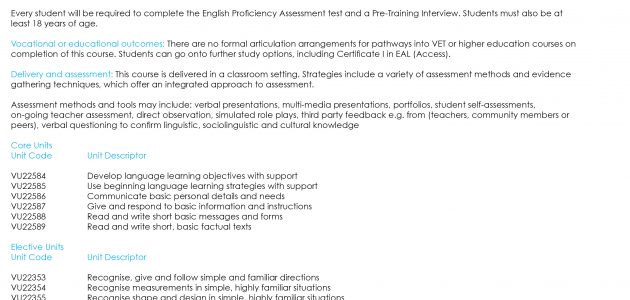 Every student will be required to complete the English Proficiency Assessment test and a Pre-Training Interview. Students must also be at
least 18 years of age.
Vocational or educational outcomes: There are no formal articulation arrangements for pathways into VET or higher education courses on
completion of this course. Students can go onto further study options, including Certificate I in EAL (Access).
Delivery and assessment: This course is delivered in a classroom setting. Strategies include a variety of assessment methods and evidence
gathering techniques, which offer an integrated approach to assessment.
Assessment methods and tools may include: verbal presentations, multi-media presentations, portfolios, student self-assessments,
on-going teacher assessment, direct observation, simulated role plays, third party feedback e.g. from (teachers, community members or
peers), verbal questioning to confirm linguistic, sociolinguistic and cultural knowledge
Core Units
Unit Code Unit Descriptor
VU22584 Develop language learning objectives with support
VU22585 Use beginning language learning strategies with support
VU22586 Communicate basic personal details and needs
VU22587 Give and respond to basic information and instructions
VU22588 Read and write short basic messages and forms
VU22589 Read and write short, basic factual texts
Elective Units
Unit Code Unit Descriptor
VU22353 Recognise, give and follow simple and familiar directions
VU22354 Recognise measurements in simple, highly familiar situations
VU22355 Recognise shape and design in simple, highly familiar situations